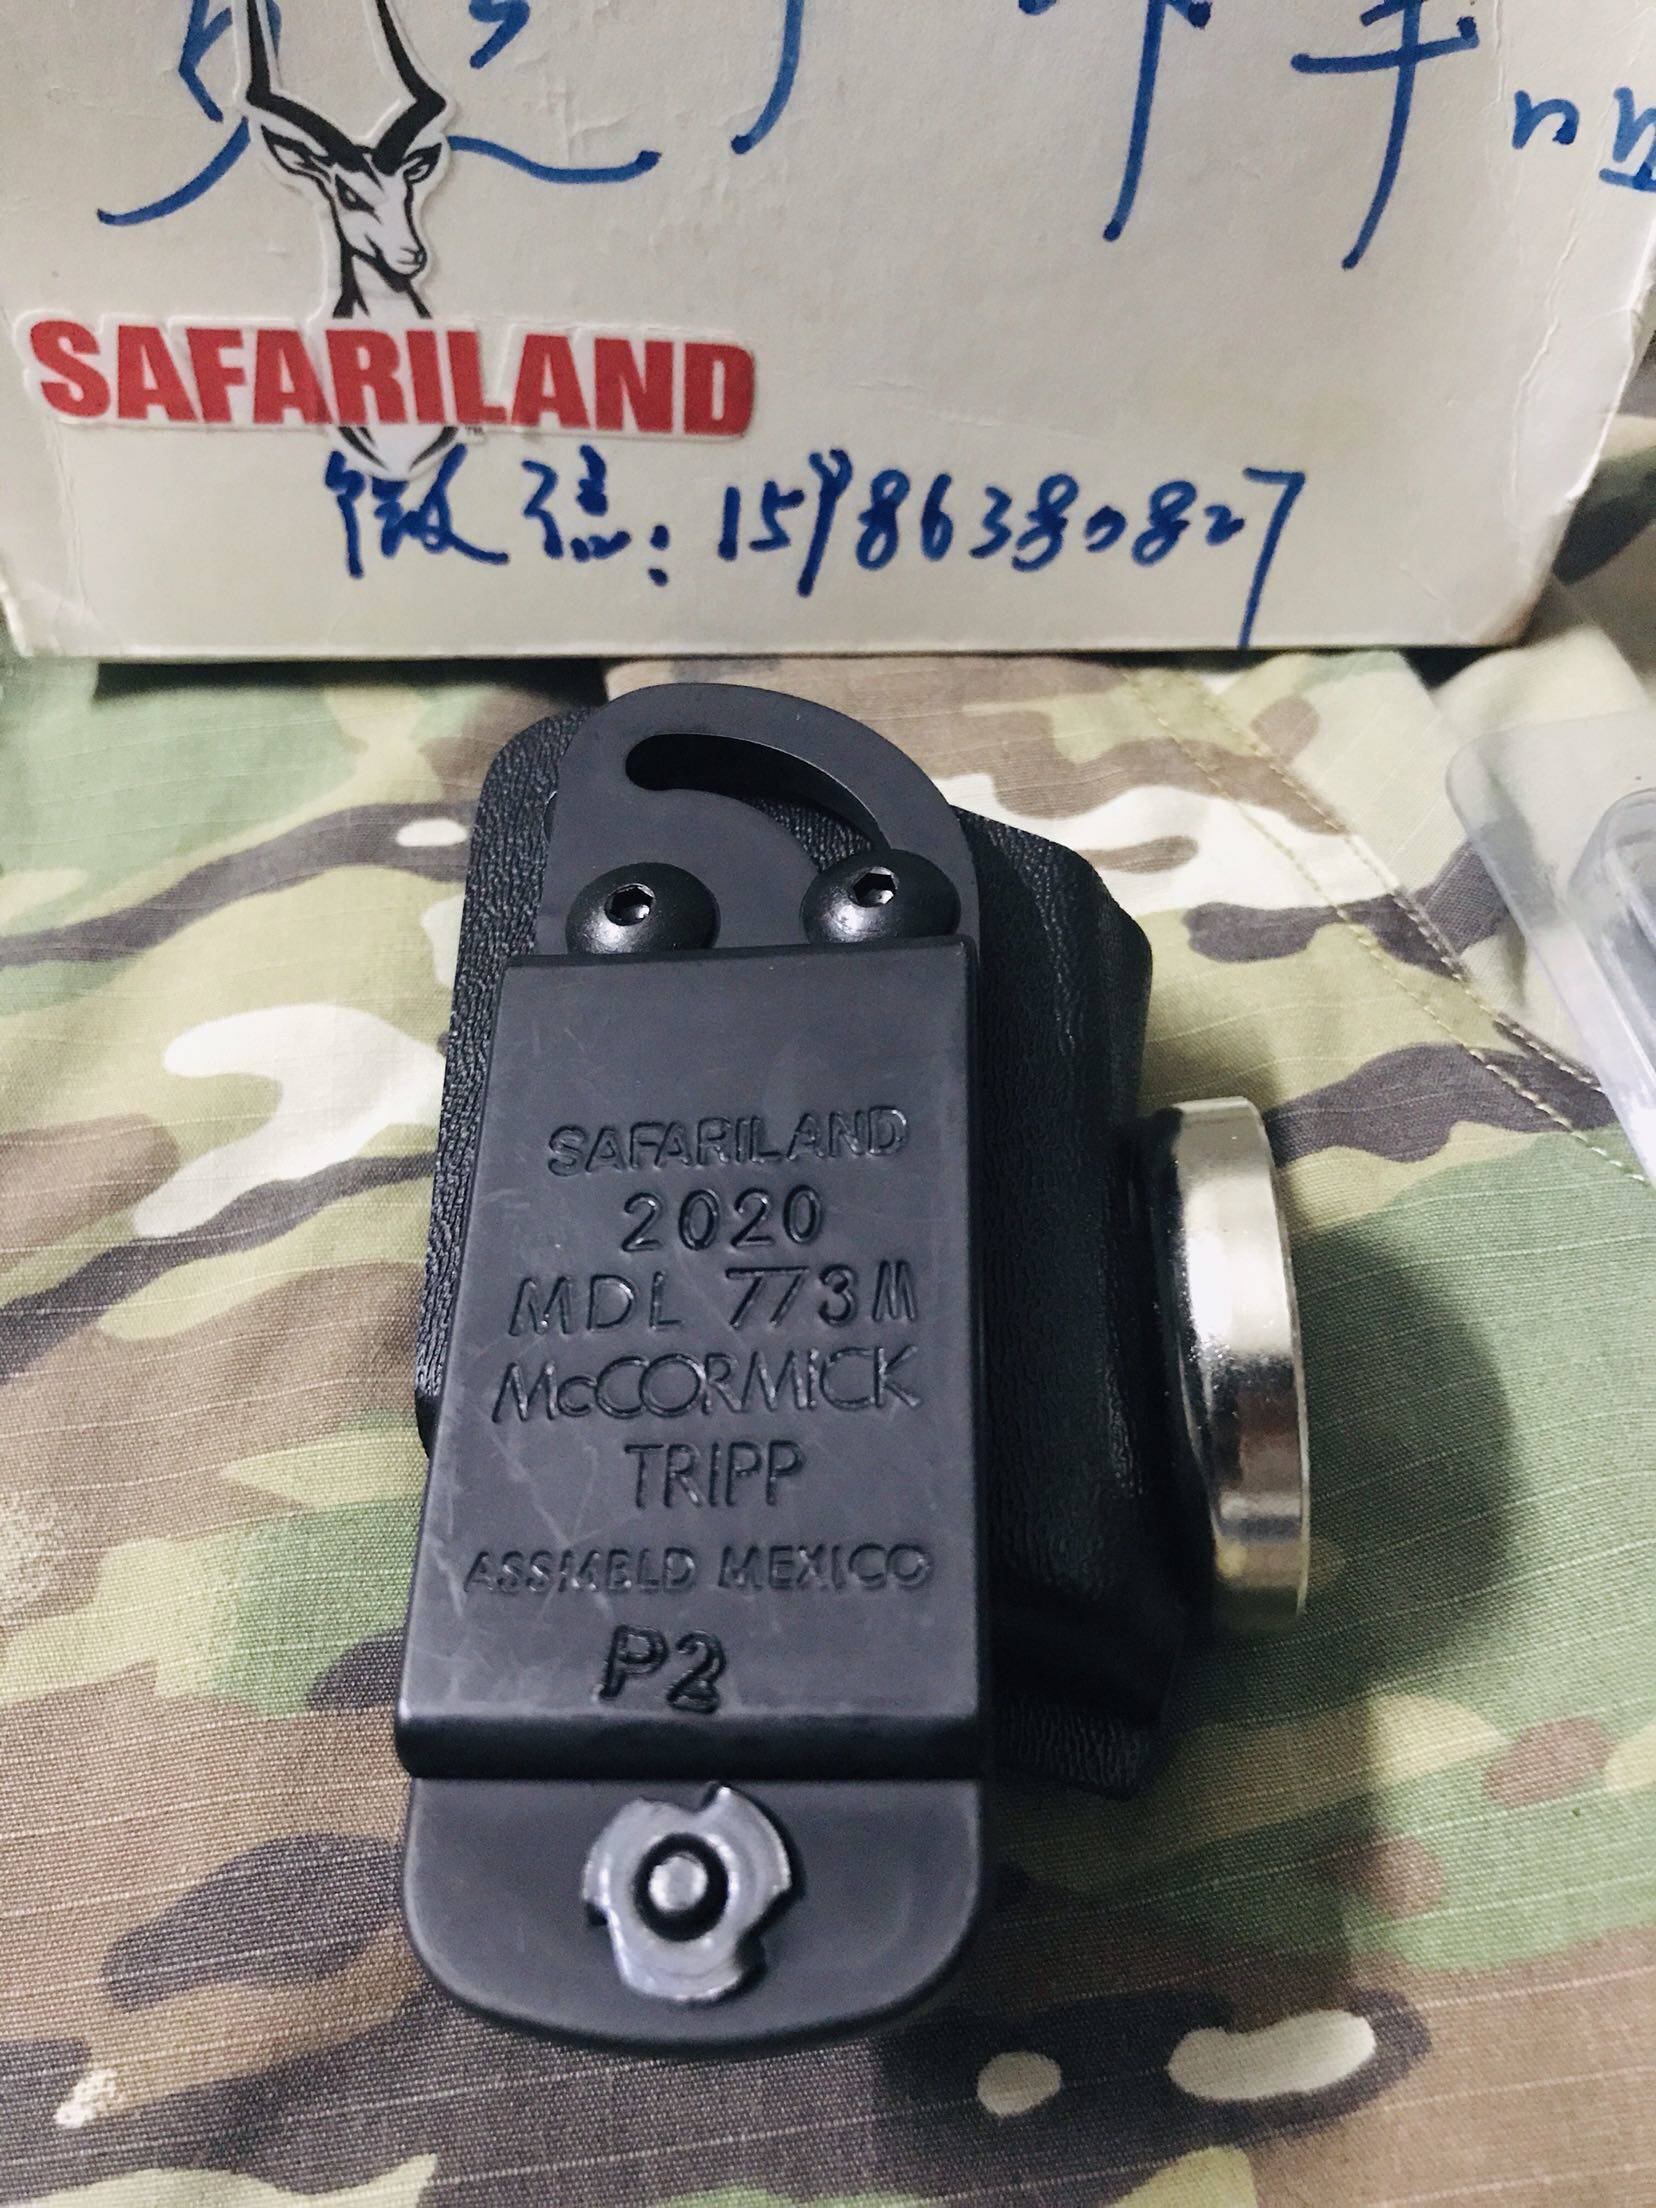 SAFARILAND
微信：15986380827
SAFARILAND
2020
MDL 773M
McCORMICK
TRIPP
ASSMBLD MEXICO
P2